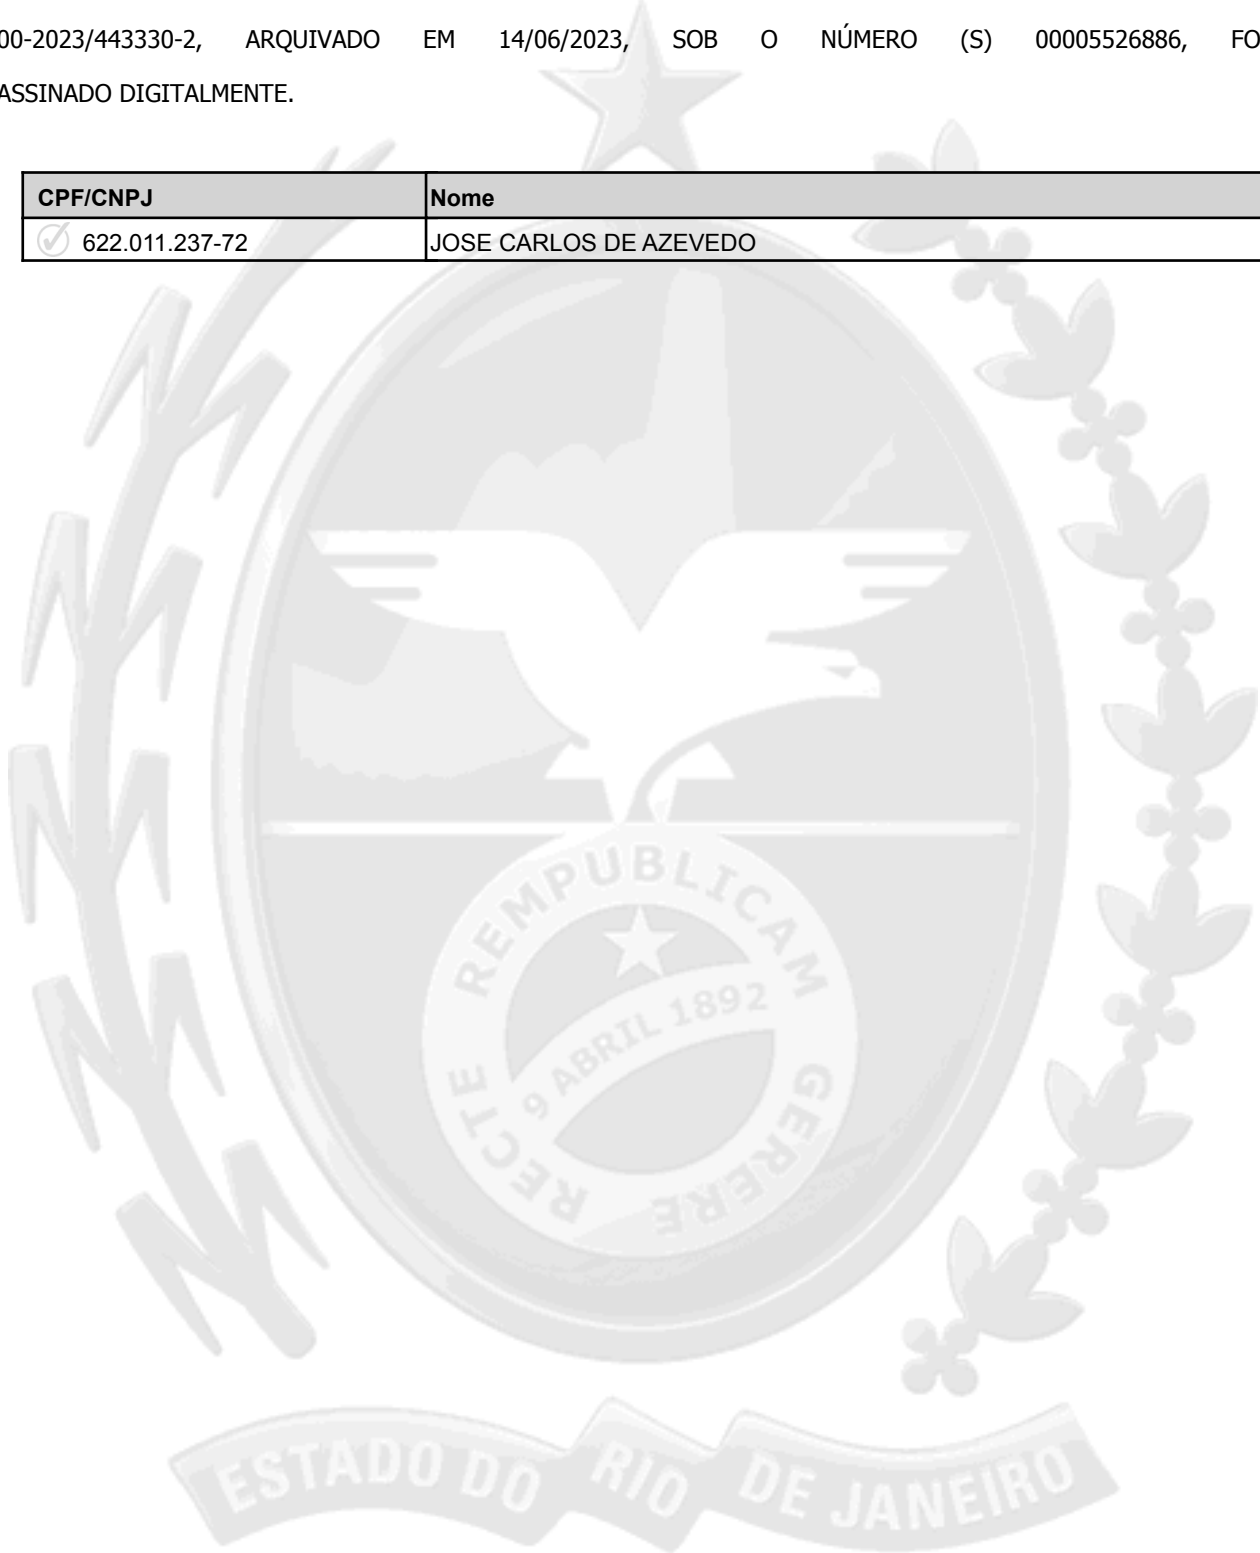 00-2023/443330-2, ARQUIVADO EM 14/06/2023, SOB O NÚMERO (S) 00005526886, FO
ASSINADO DIGITALMENTE.
CPF/CNPJ Nome
622.011.237-72 JOSE CARLOS DE AZEVEDO
RECTE REMPUBLICAM GERERE
9 ABRIL 1892
ESTADO DO RIO DE JANEIRO